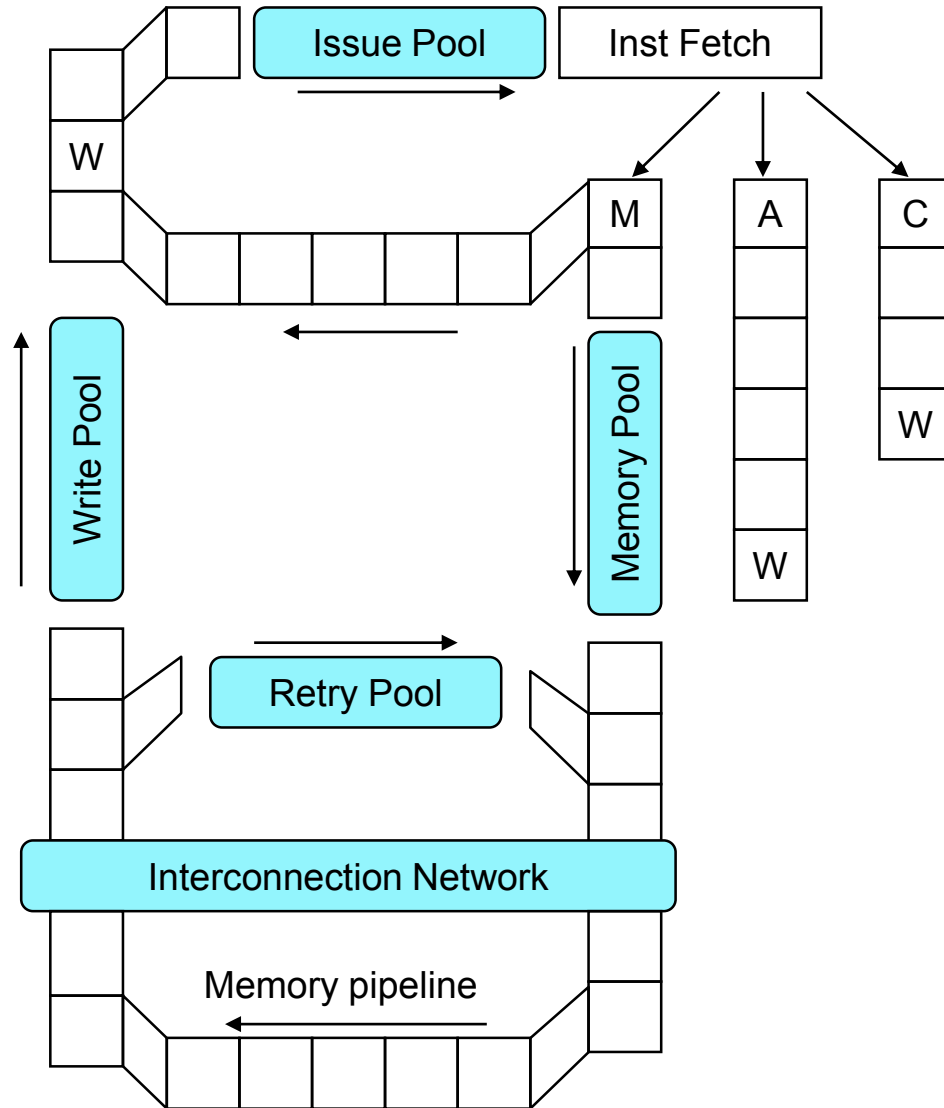 Issue Pool
Inst Fetch
W
M
A
C
W
W
Write Pool
Memory Pool
Retry Pool
Interconnection Network
Memory pipeline